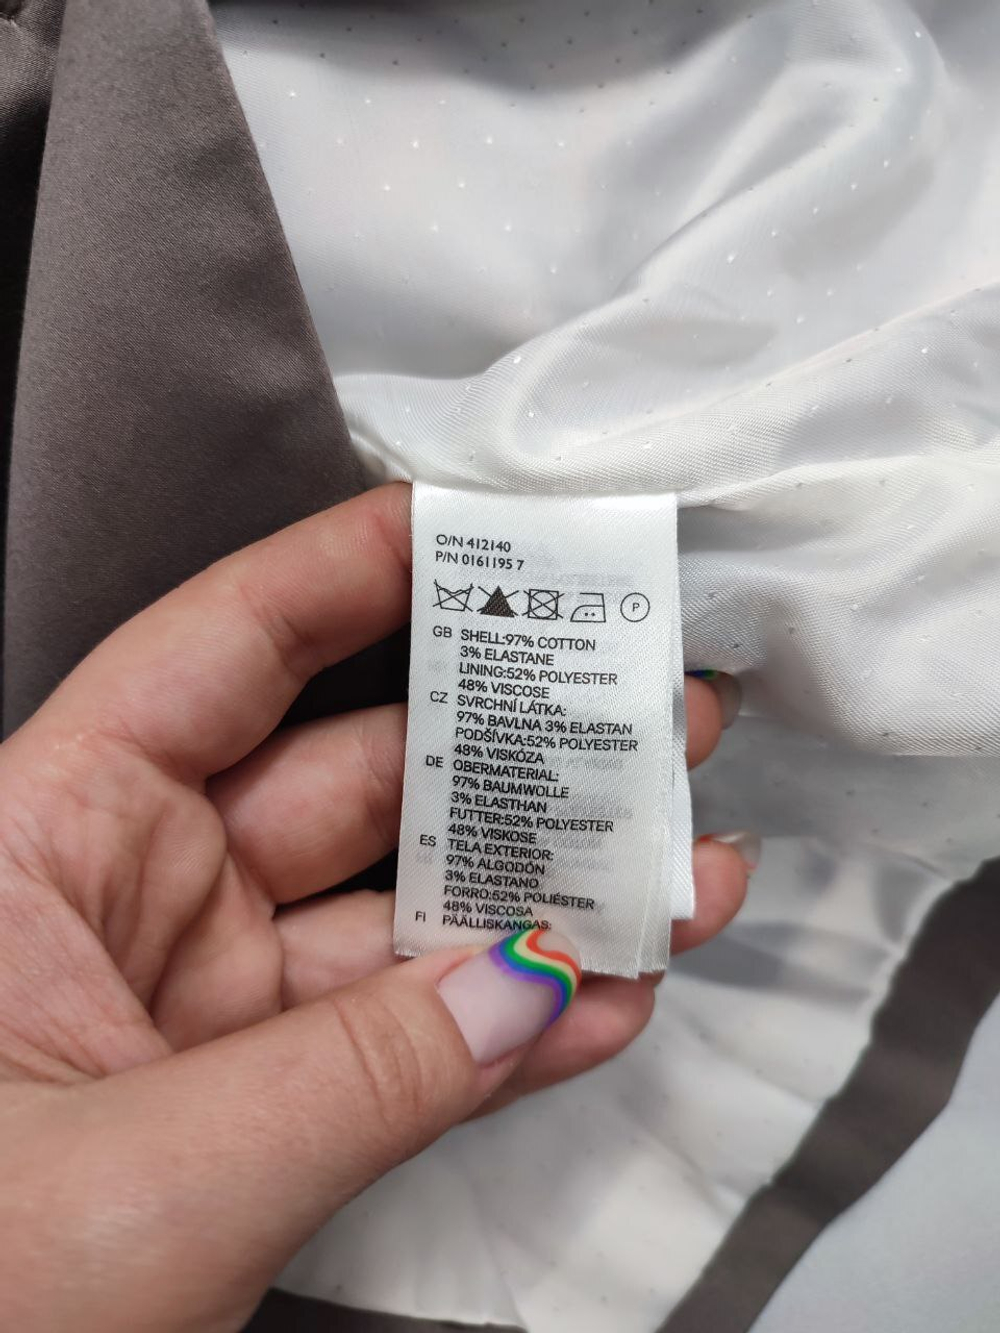 O/N 412140
P/N 0161195 7
P
GB SHELL:97% COTTON
3% ELASTANE
LINING:52% POLYESTER
48% VISCOSE
CZ SVRCHNÍ LÁTKA:
97% BAVLNA 3% ELASTAN
PODŠÍVKA:52% POLYESTER
48% VISKÓZA
DE OBERMATERIAL:
97% BAUMWOLLE
3% ELASTHAN
FUTTER:52% POLYESTER
48% VISKOSE
ES TELA EXTERIOR:
97% ALGODÓN
3% ELASTANO
FORRO:52% POLIÉSTER
48% VISCOSA
FI PÄÄLLISKANGAS: